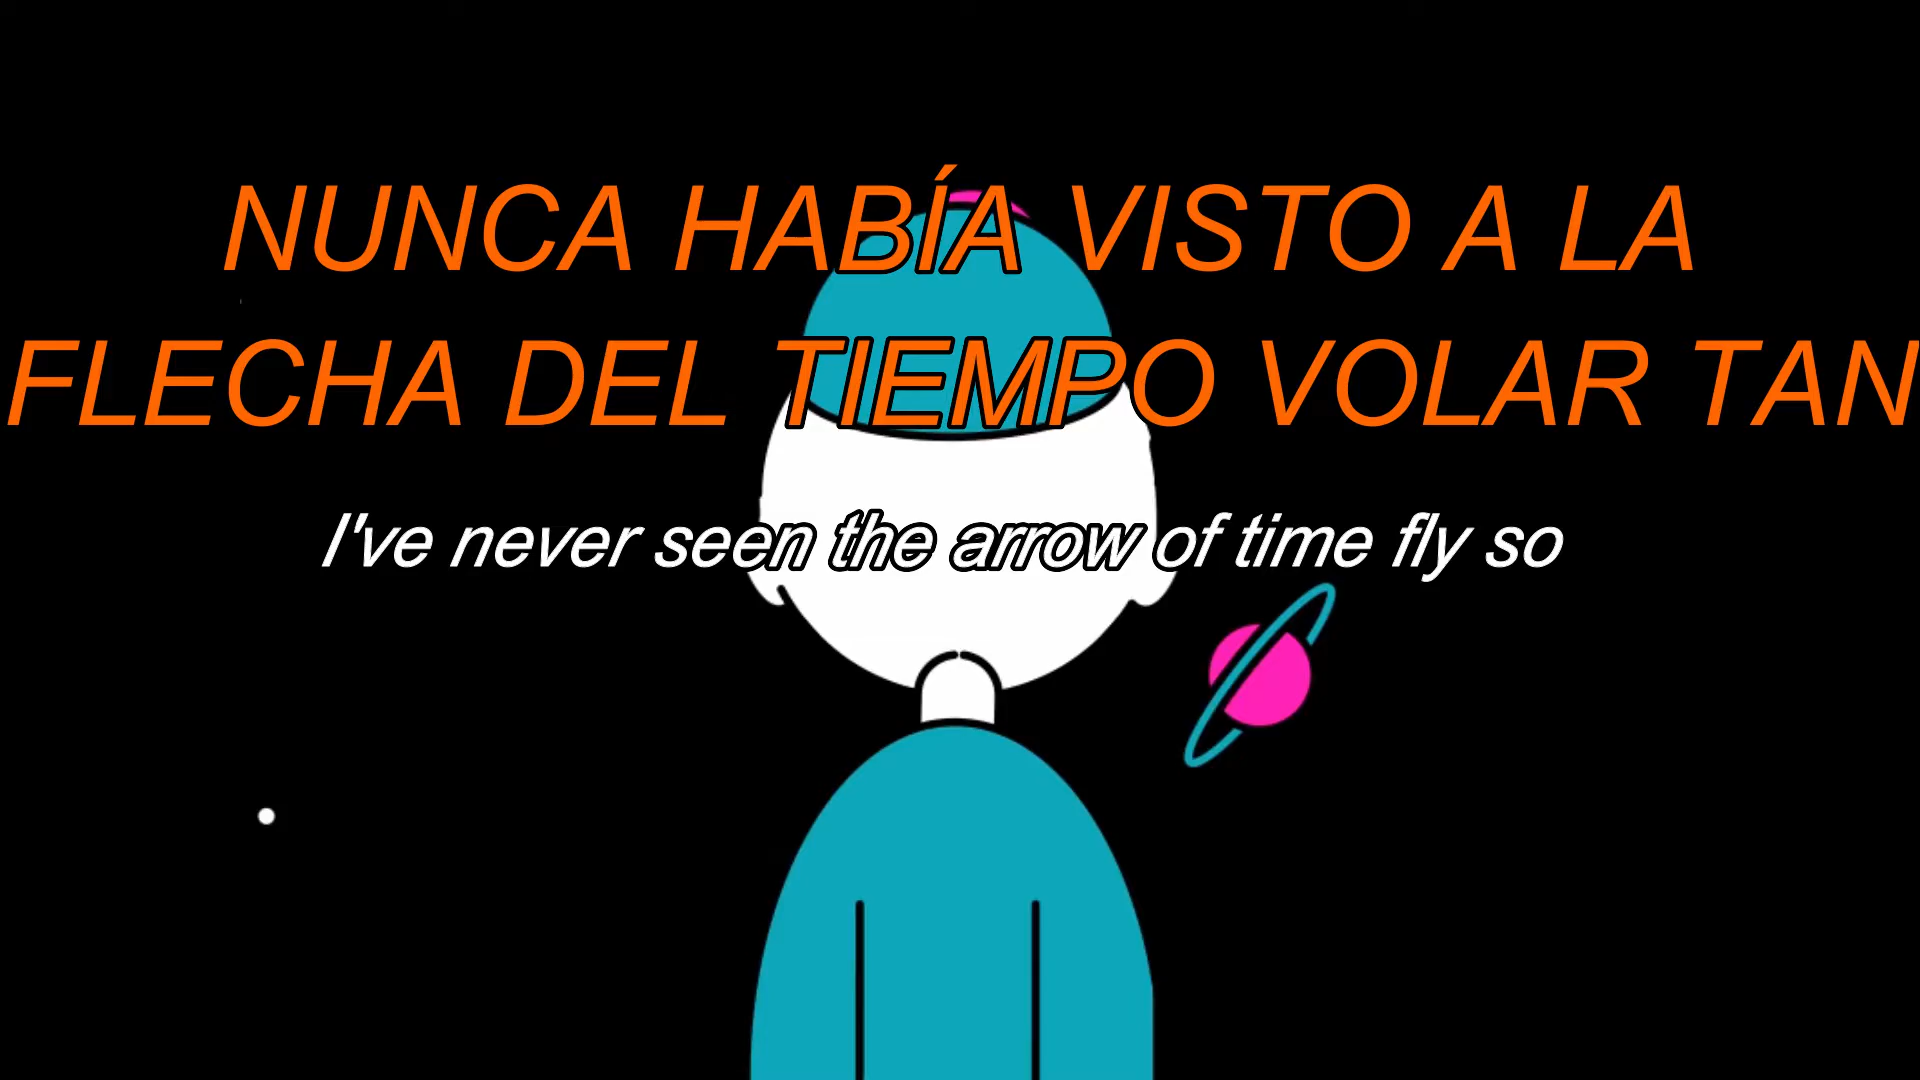 NUNCA HABÍA VISTO A LA
FLECHA DEL TIEMPO VOLAR TAN
I've never seen the arrow of time fly so